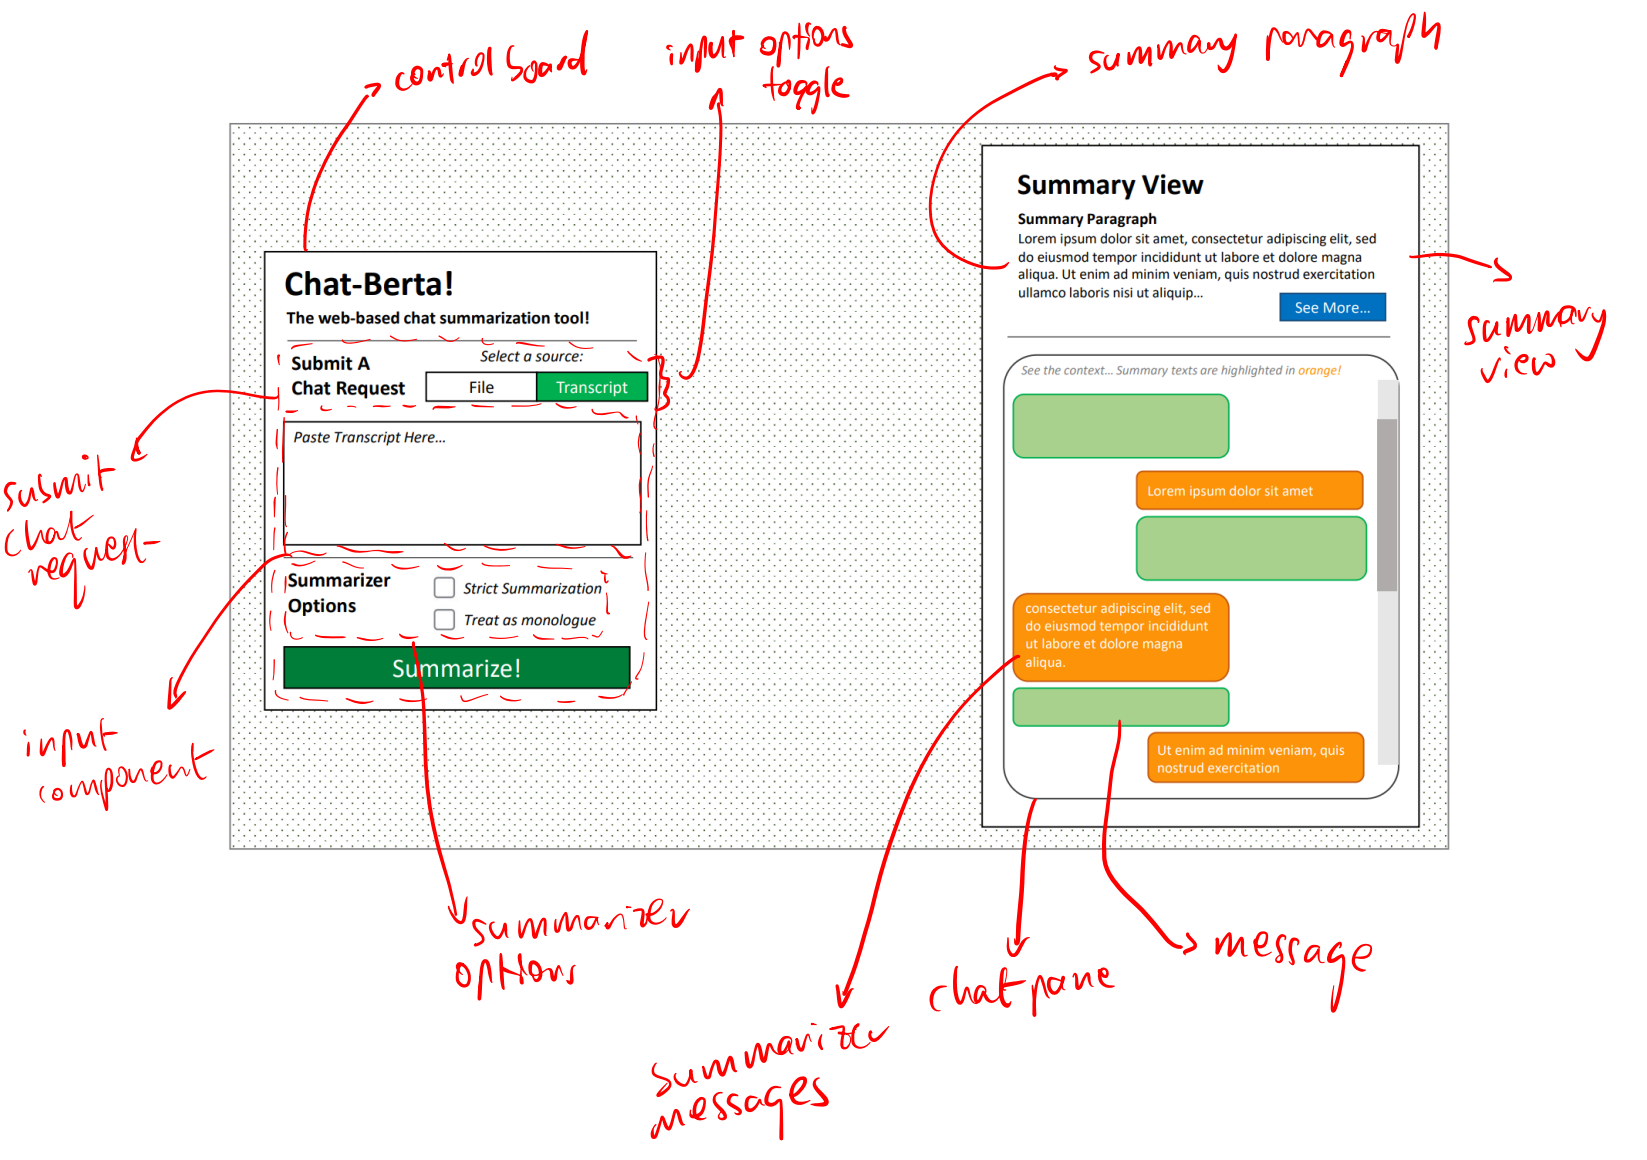 control board
input options
toggle
summary paragraph
Chat-Berta!
The web-based chat summarization tool!
Submit A
Chat Request
Select a source:
File
Transcript
Paste Transcript Here...
Summarizer
Options
Strict Summarization
Treat as monologue
Summarize!
submit
chat
request
input
component
summarizer
options
Summary View
Summary Paragraph
Lorem ipsum dolor sit amet, consectetur adipiscing elit, sed
do eiusmod tempor incididunt ut labore et dolore magna
aliqua. Ut enim ad minim veniam, quis nostrud exercitation
ullamco laboris nisi ut aliquip...
See More...
See the context... Summary texts are highlighted in orange!
Lorem ipsum dolor sit amet
consectetur adipiscing elit, sed
do eiusmod tempor incididunt
ut labore et dolore magna
aliqua.
Ut enim ad minim veniam, quis
nostrud exercitation
summary
view
message
chat pane
summarizer
messages